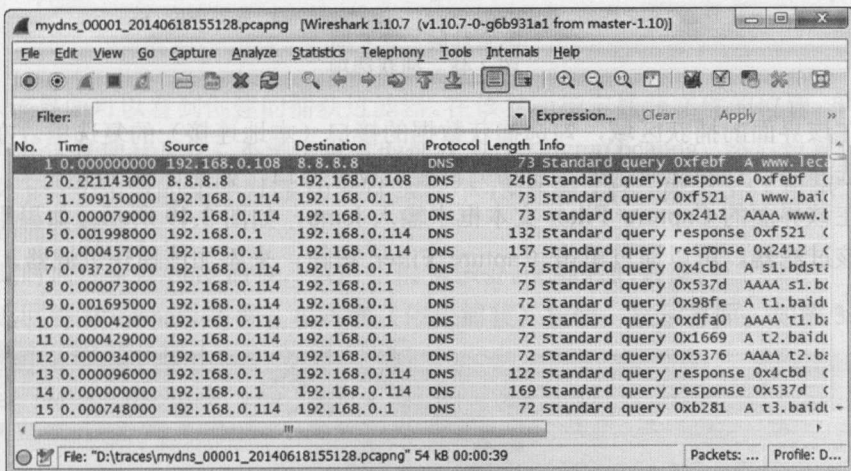 mydns_00001_20140618155128.pcapng [Wireshark 1.10.7 (v1.10.7-0-g6b931a1 from master-1.10)]
File Edit View Go Capture Analyze Statistics Telephony Tools Internals Help
Filter: Expression... Clear Apply
No. Time Source Destination Protocol Length Info
1 0.000000000 192.168.0.108 8.8.8.8 DNS 73 Standard query 0xfebf A www.leca
2 0.221143000 8.8.8.8 192.168.0.108 DNS 246 Standard query response 0xfebf C
3 1.509150000 192.168.0.114 192.168.0.1 DNS 73 Standard query 0xf521 A www.baid
4 0.000079000 192.168.0.114 192.168.0.1 DNS 73 Standard query 0x2412 AAAA www.b
5 0.001998000 192.168.0.1 192.168.0.114 DNS 132 Standard query response 0xf521 C
6 0.000457000 192.168.0.1 192.168.0.114 DNS 157 Standard query response 0x2412 C
7 0.037207000 192.168.0.114 192.168.0.1 DNS 75 Standard query 0x4cbd A s1.bdsta
8 0.000073000 192.168.0.114 192.168.0.1 DNS 75 Standard query 0x537d AAAA s1.bd
9 0.001695000 192.168.0.114 192.168.0.1 DNS 72 Standard query 0x98fe A t1.baidu
10 0.000042000 192.168.0.114 192.168.0.1 DNS 72 Standard query 0xdfa0 AAAA t1.ba
11 0.000429000 192.168.0.114 192.168.0.1 DNS 72 Standard query 0x1669 A t2.baidu
12 0.000034000 192.168.0.114 192.168.0.1 DNS 72 Standard query 0x5376 AAAA t2.ba
13 0.000096000 192.168.0.1 192.168.0.114 DNS 122 Standard query response 0x4cbd C
14 0.000000000 192.168.0.1 192.168.0.114 DNS 169 Standard query response 0x537d C
15 0.000748000 192.168.0.114 192.168.0.1 DNS 72 Standard query 0xb281 A t3.baidu
File: "D:\traces\mydns_00001_20140618155128.pcapng" 54 kB 00:00:39 Packets: ... Profile: D...